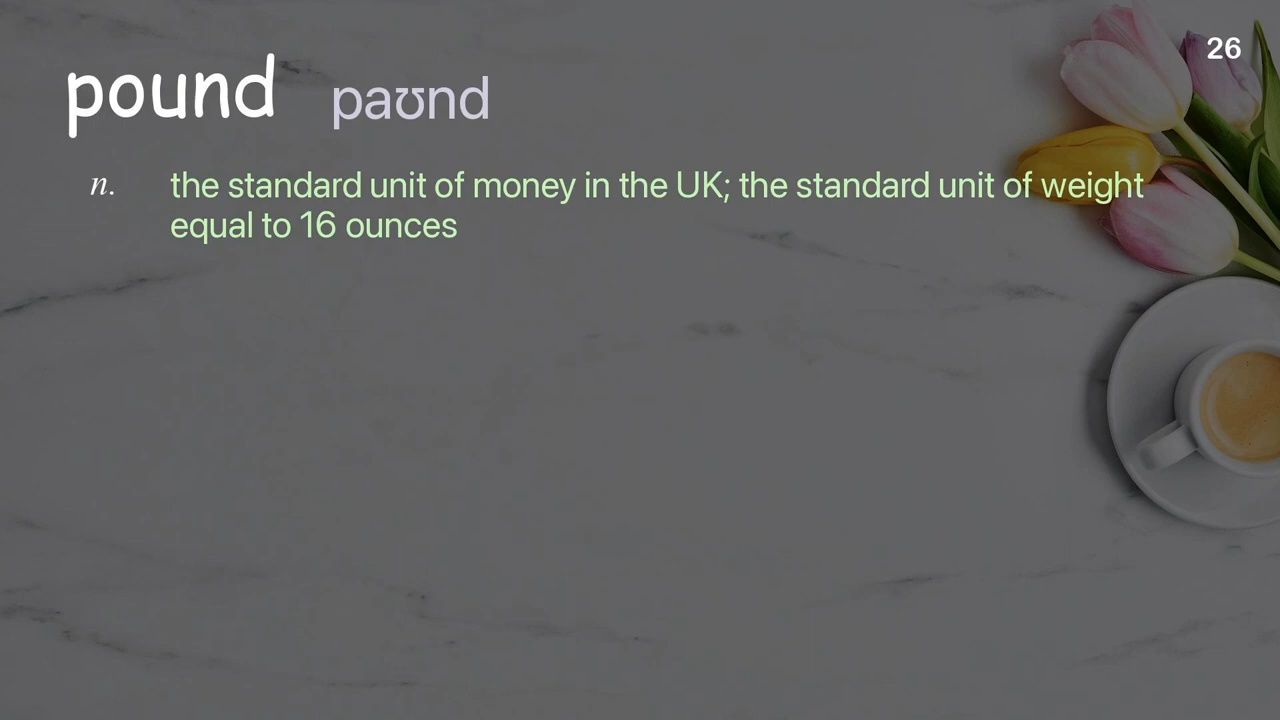 26
pound paʊnd
n. the standard unit of money in the UK; the standard unit of weight
equal to 16 ounces